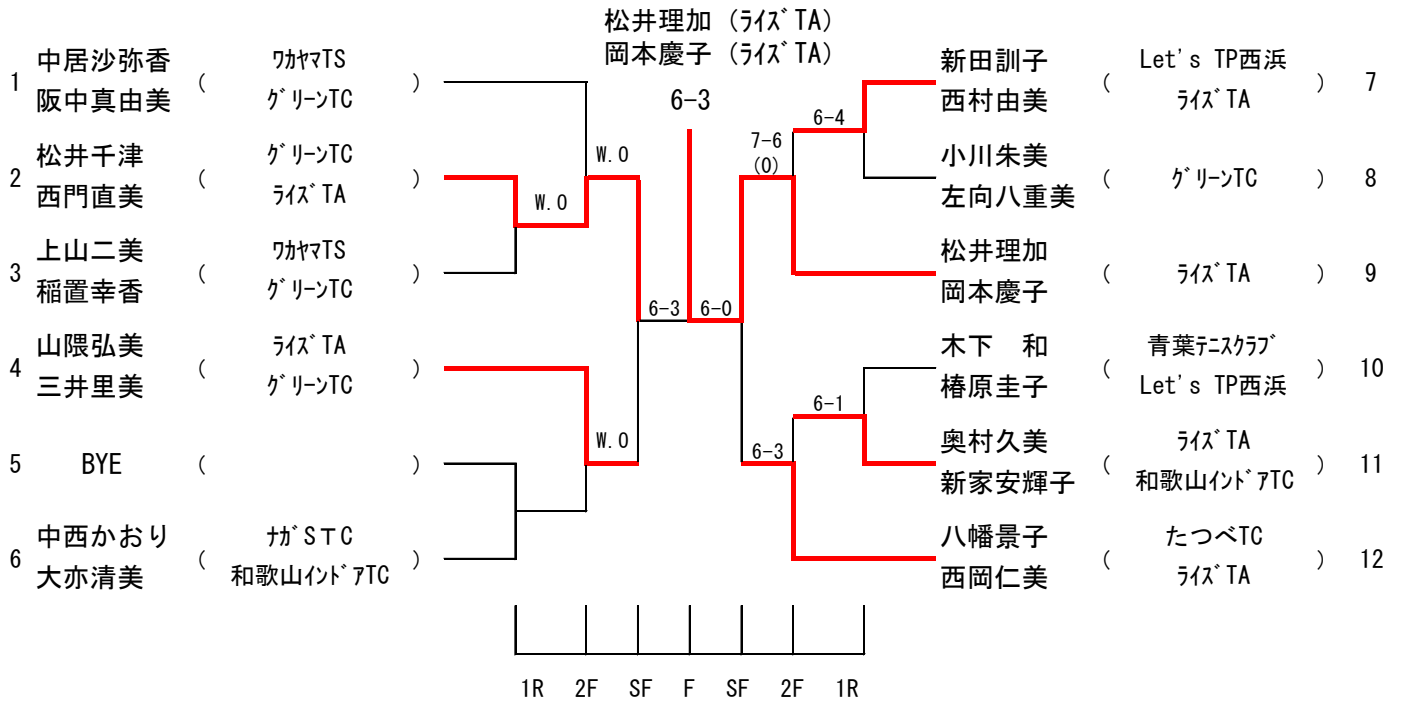 松井理加 (ﾗｲｽﾞTA)
岡本慶子 (ﾗｲｽﾞTA)
6-3
1 中居沙弥香 ( ﾜｶﾔﾏTS )
阪中真由美 ｸﾞﾘｰﾝTC
2 松井千津 ( ｸﾞﾘｰﾝTC )
西門直美 ﾗｲｽﾞTA
3 上山二美 ( ﾜｶﾔﾏTS )
稲置幸香 ｸﾞﾘｰﾝTC
4 山隈弘美 ( ﾗｲｽﾞTA )
三井里美 ｸﾞﾘｰﾝTC
5 BYE ( )
6 中西かおり ( ﾅｶﾞSTC )
大亦清美 和歌山ｲﾝﾄﾞｱTC
W.O
W.O
W.O
6-3
6-0
7-6
(0)
6-4
6-1
6-3
新田訓子 ( Let's TP西浜 ) 7
西村由美 ﾗｲｽﾞTA
小川朱美 ( ｸﾞﾘｰﾝTC ) 8
左向八重美
松井理加 ( ﾗｲｽﾞTA ) 9
岡本慶子
木下　和 ( 青葉ﾃﾆｽｸﾗﾌﾞ ) 10
椿原圭子 Let's TP西浜
奥村久美 ( ﾗｲｽﾞTA ) 11
新家安輝子 和歌山ｲﾝﾄﾞｱTC
八幡景子 ( たつべTC ) 12
西岡仁美 ﾗｲｽﾞTA
1R 2F SF F SF 2F 1R